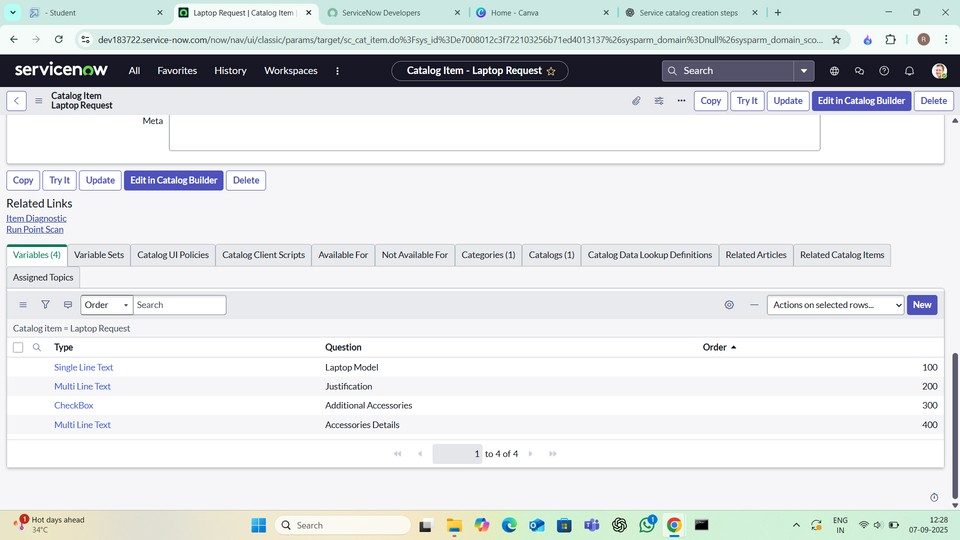 - Student
Laptop Request | Catalog Item |
ServiceNow Developers
Home - Canva
Service catalog creation steps
dev183722.service-now.com/now/nav/ui/classic/params/target/sc_cat_item.do%3Fsys_id%3De7008012c3f722103256b71ed4013137%26sysparm_domain%3Dnull%26sysparm_domain_sco...
R
servicenow
All
Favorites
History
Workspaces
Catalog Item - Laptop Request
Search
Catalog Item
Laptop Request
Copy
Try It
Update
Edit in Catalog Builder
Delete
Meta
Copy
Try It
Update
Edit in Catalog Builder
Delete
Related Links
Item Diagnostic
Run Point Scan
Variables (4)
Variable Sets
Catalog UI Policies
Catalog Client Scripts
Available For
Not Available For
Categories (1)
Catalogs (1)
Catalog Data Lookup Definitions
Related Articles
Related Catalog Items
Assigned Topics
Order
Search
Actions on selected rows...
New
Catalog item = Laptop Request
Type Question Order
Single Line Text Laptop Model 100
Multi Line Text Justification 200
CheckBox Additional Accessories 300
Multi Line Text Accessories Details 400
1 to 4 of 4
1
Hot days ahead
34°C
Search
1
ENG
IN
12:28
07-09-2025